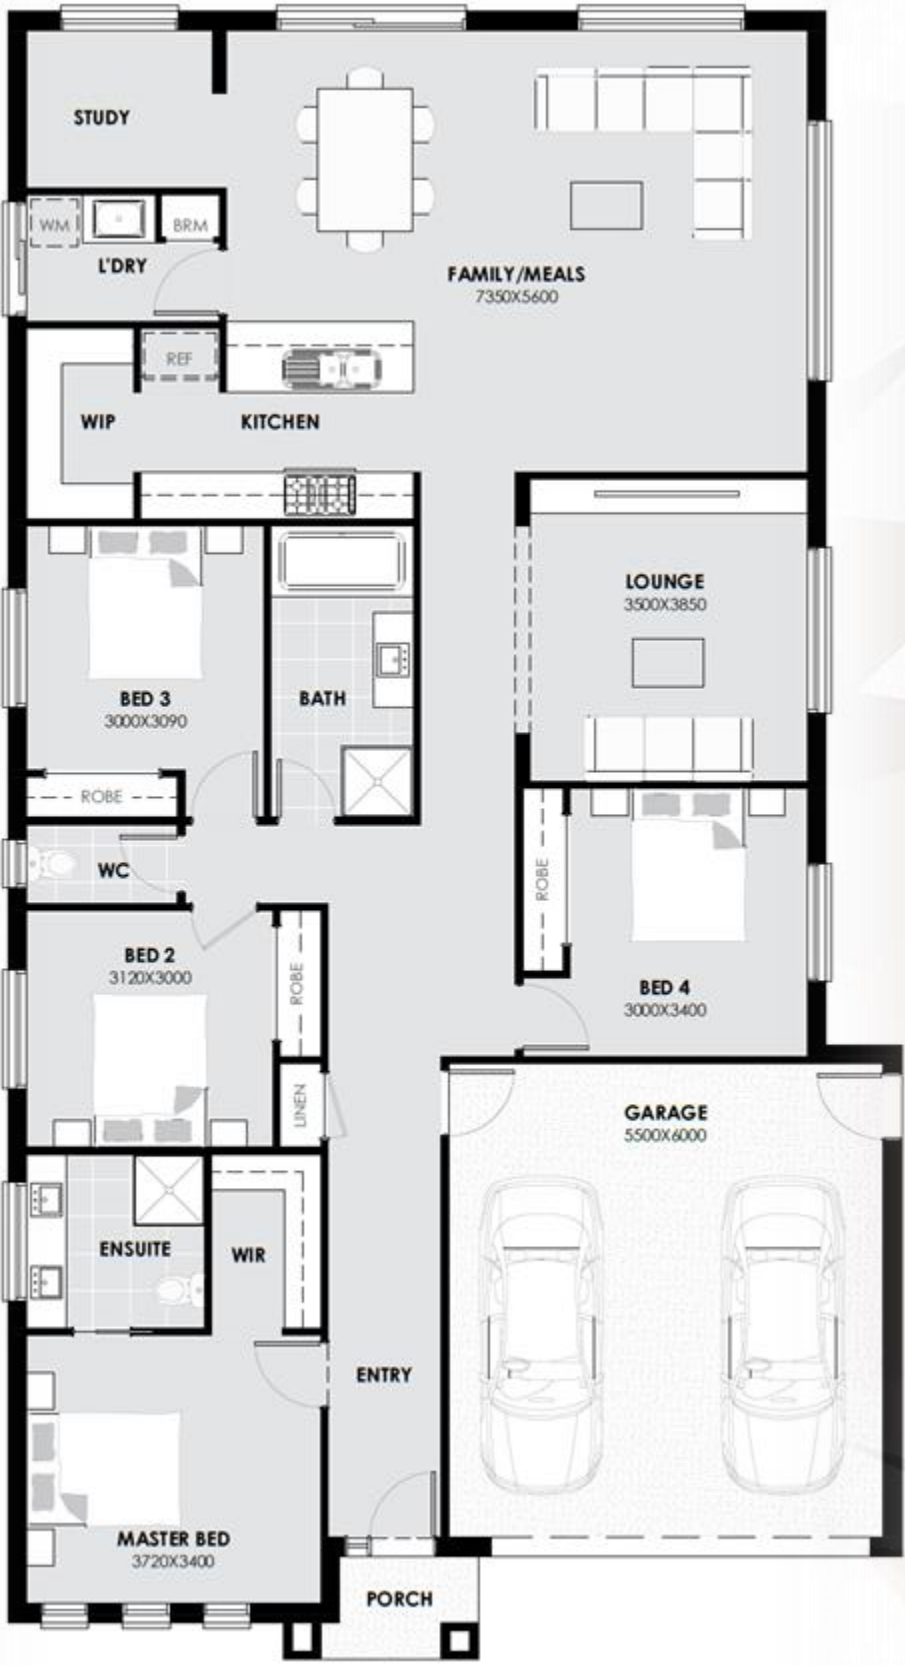 STUDY
WM
BRM
L'DRY
FAMILY/MEALS
7350X5600
REF
WIP
KITCHEN
LOUNGE
3500X3850
BED 3
3000X3090
BATH
ROBE
WC
ROBE
BED 2
3120X3000
ROBE
BED 4
3000X3400
LINEN
GARAGE
5500X6000
ENSUITE
WIR
ENTRY
MASTER BED
3720X3400
PORCH